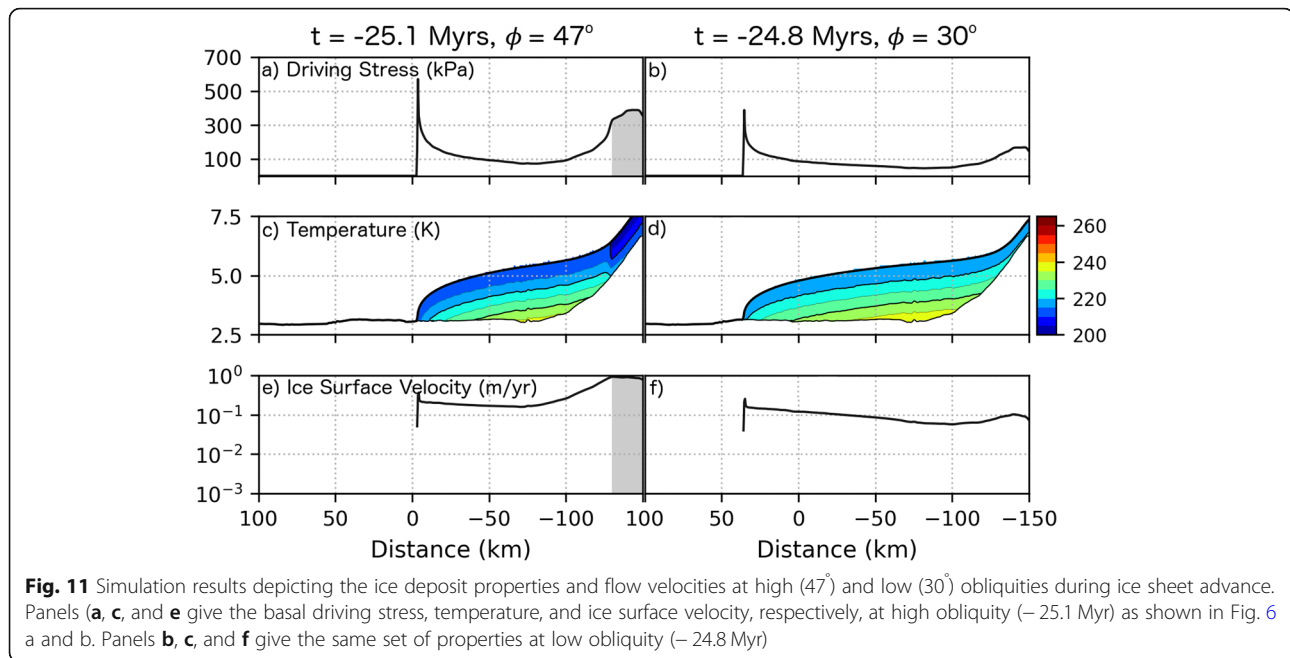 t = -25.1 Myrs, ϕ = 47°
t = -24.8 Myrs, ϕ = 30°
700
500
300
100
a) Driving Stress (kPa)
b)
7.5
5.0
2.5
c) Temperature (K)
d)
260
240
220
200
10⁰
10⁻¹
10⁻²
10⁻³
e) Ice Surface Velocity (m/yr)
f)
100 50 0 −50 −100 100 50 0 −50 −100 −150
Distance (km)
Distance (km)
Fig. 11 Simulation results depicting the ice deposit properties and flow velocities at high (47°) and low (30°) obliquities during ice sheet advance.
Panels (a, c, and e give the basal driving stress, temperature, and ice surface velocity, respectively, at high obliquity (− 25.1 Myr) as shown in Fig. 6
a and b. Panels b, c, and f give the same set of properties at low obliquity (− 24.8 Myr)